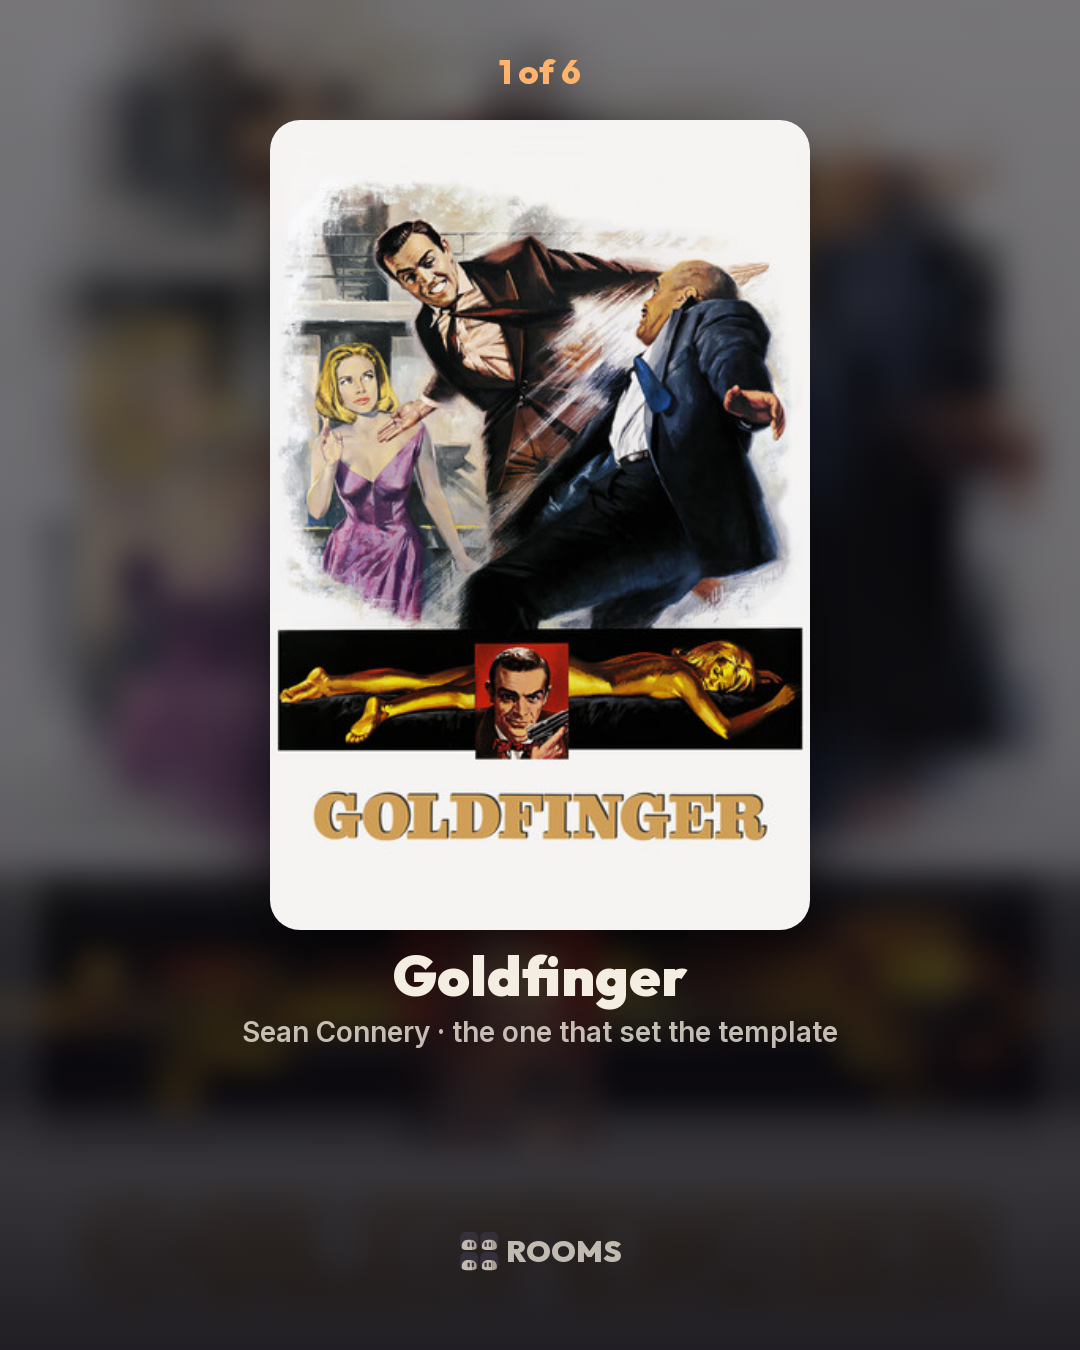 1 of 6
GOLDFINGER
Goldfinger
Sean Connery · the one that set the template
ROOMS